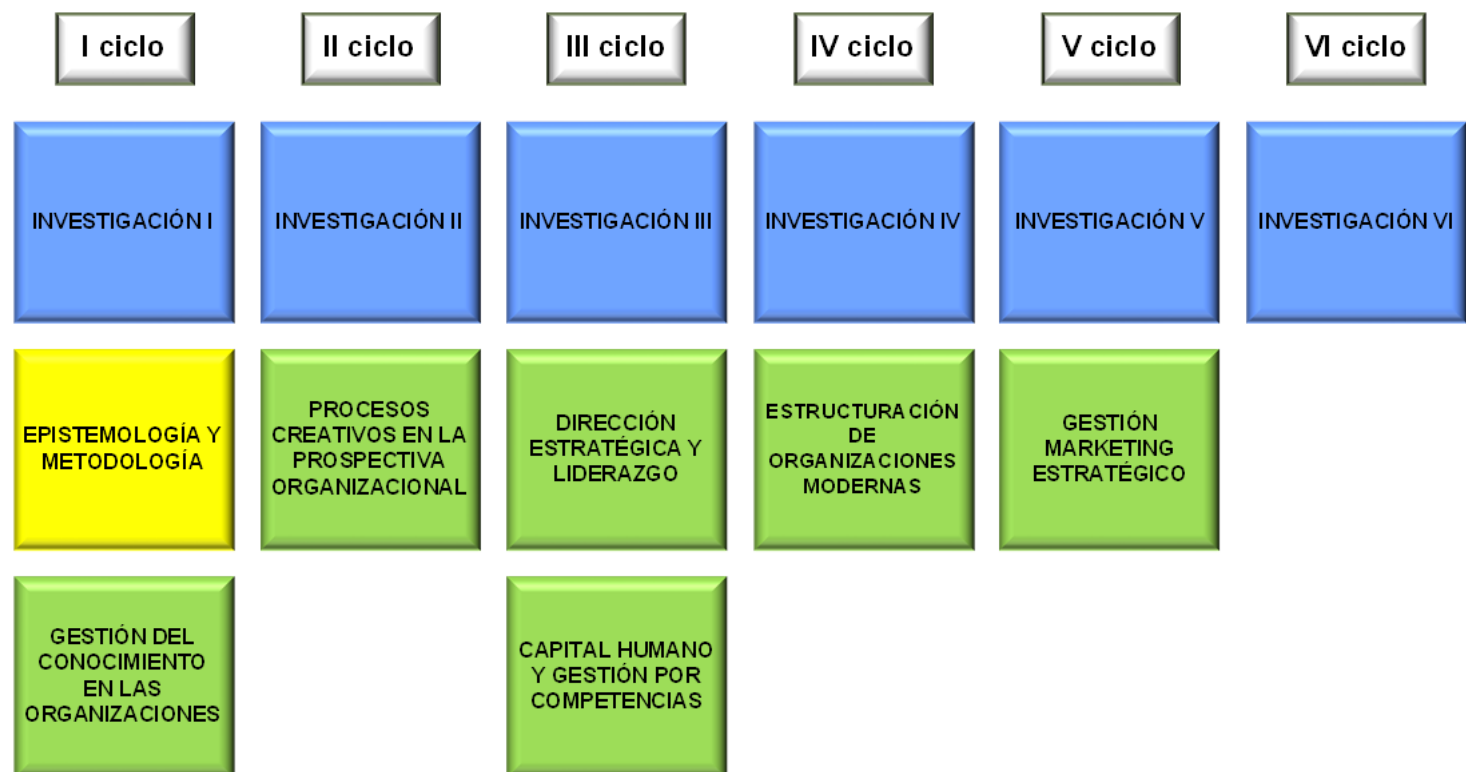 I ciclo
II ciclo
III ciclo
IV ciclo
V ciclo
VI ciclo
INVESTIGACIÓN I
INVESTIGACIÓN II
INVESTIGACIÓN III
INVESTIGACIÓN IV
INVESTIGACIÓN V
INVESTIGACIÓN VI
EPISTEMOLOGÍA Y
METODOLOGÍA
PROCESOS
CREATIVOS EN LA
PROSPECTIVA
ORGANIZACIONAL
DIRECCIÓN
ESTRATÉGICA Y
LIDERAZGO
ESTRUCTURACIÓN
DE
ORGANIZACIONES
MODERNAS
GESTIÓN
MARKETING
ESTRATÉGICO
GESTIÓN DEL
CONOCIMIENTO
EN LAS
ORGANIZACIONES
CAPITAL HUMANO
Y GESTIÓN POR
COMPETENCIAS